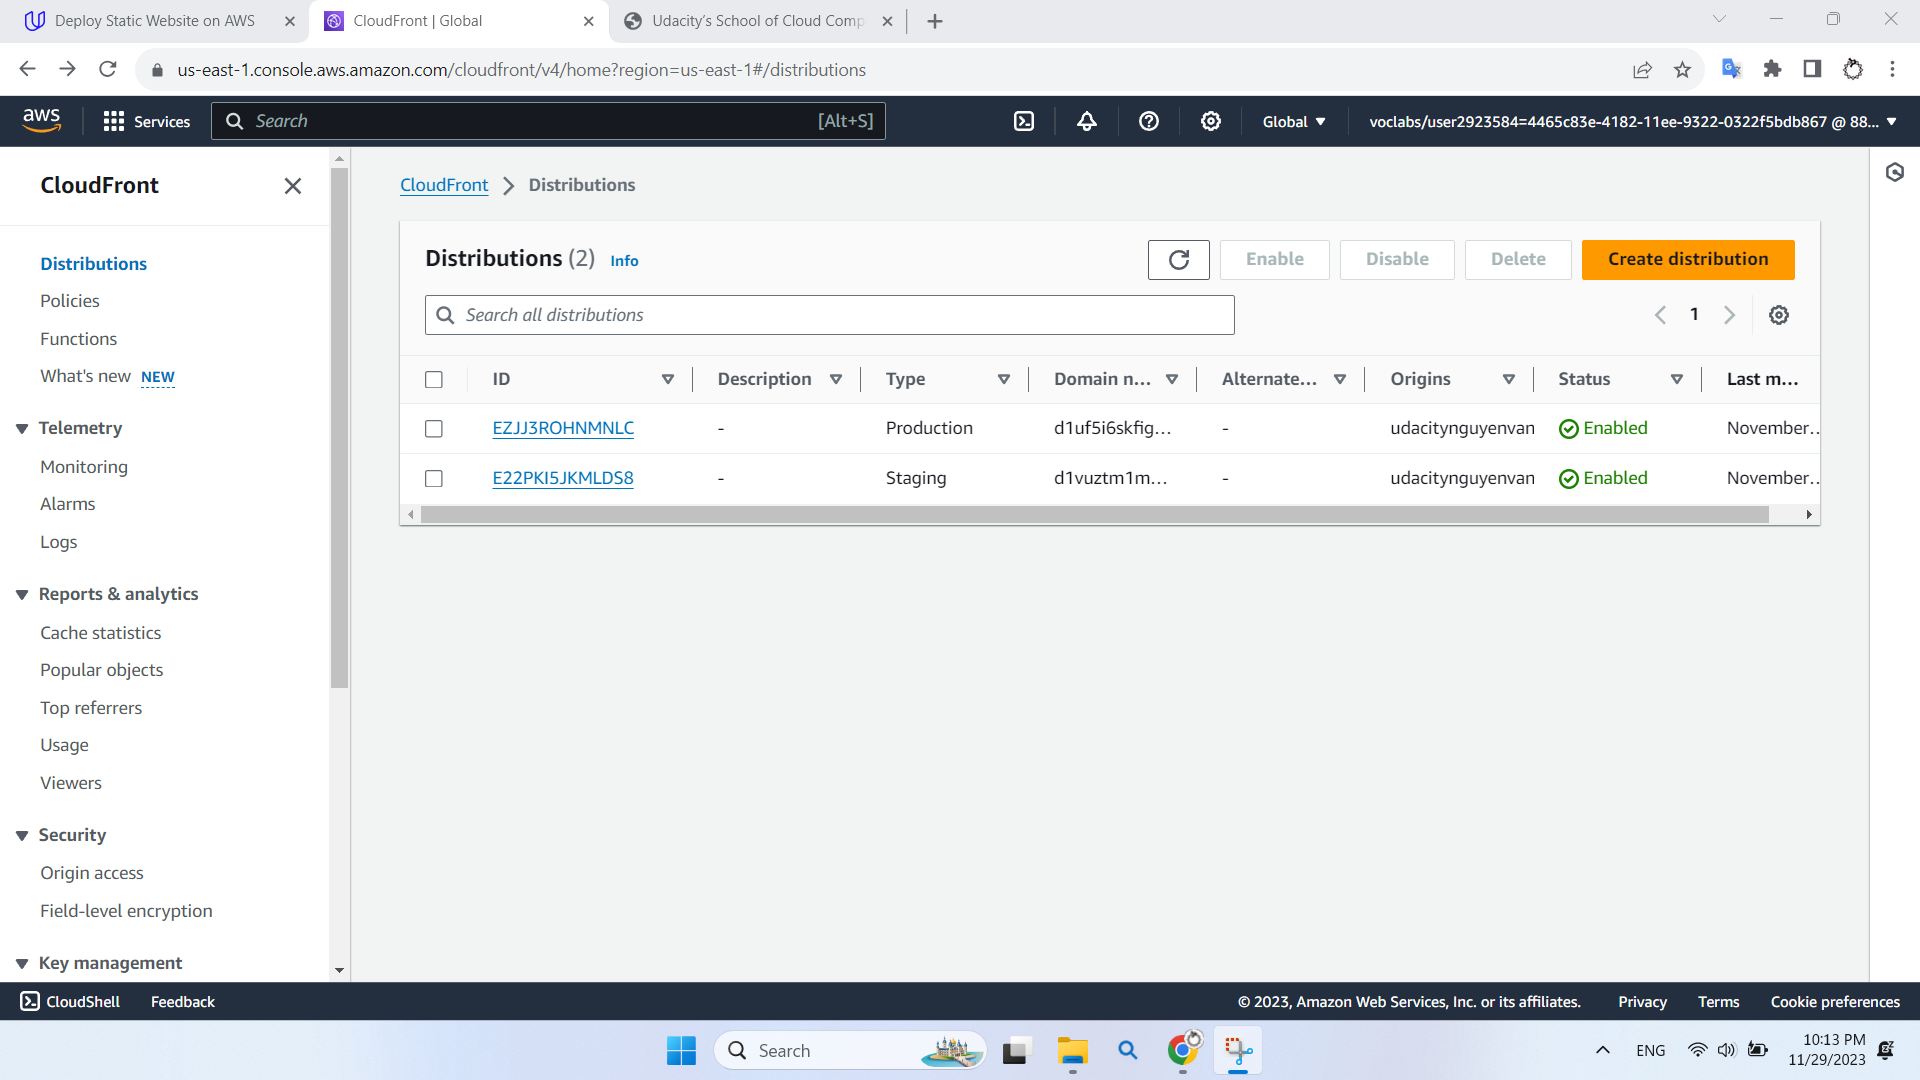 Deploy Static Website on AWS
CloudFront | Global
Udacity's School of Cloud Comp
us-east-1.console.aws.amazon.com/cloudfront/v4/home?region=us-east-1#/distributions
aws
Services
Search
[Alt+S]
Global
voclabs/user2923584=4465c83e-4182-11ee-9322-0322f5bdb867 @ 88...
CloudFront
Distributions
Policies
Functions
What's new NEW
Telemetry
Monitoring
Alarms
Logs
Reports & analytics
Cache statistics
Popular objects
Top referrers
Usage
Viewers
Security
Origin access
Field-level encryption
Key management
CloudFront Distributions
Distributions (2) Info
Enable
Disable
Delete
Create distribution
Search all distributions
1
ID Description Type Domain n... Alternate... Origins Status Last m...
EZJJ3ROHNMNLC - Production d1uf5i6skfig... - udacitynguyenvan Enabled November...
E22PKI5JKMLDS8 - Staging d1vuztm1m... - udacitynguyenvan Enabled November...
CloudShell Feedback
© 2023, Amazon Web Services, Inc. or its affiliates. Privacy Terms Cookie preferences
Search
ENG
10:13 PM
11/29/2023